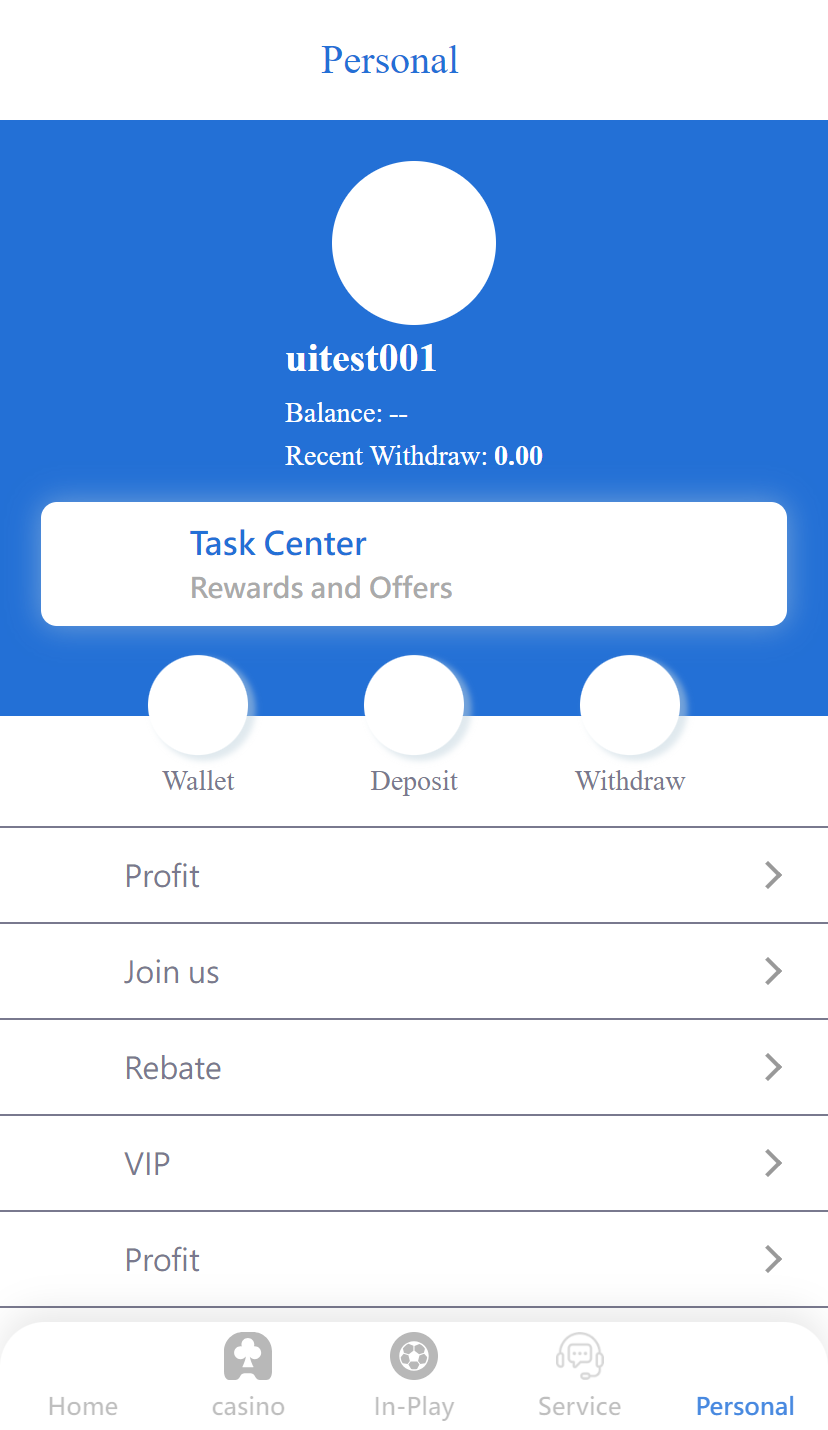 Personal
uitest001
Balance: --
Recent Withdraw: 0.00
Task Center
Rewards and Offers
Wallet
Deposit
Withdraw
Profit
Join us
Rebate
VIP
Profit
Home
casino
In-Play
Service
Personal